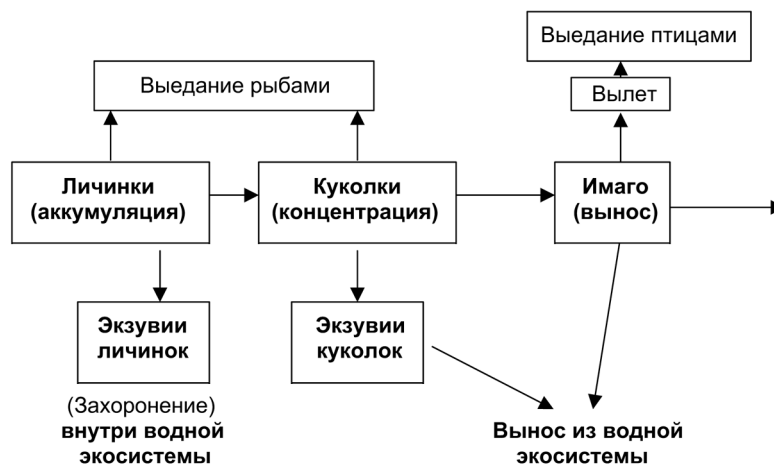 Выедание птицами
Выедание рыбами
Вылет
Личинки
(аккумуляция)
Куколки
(концентрация)
Имаго
(вынос)
Экзувии
личинок
Экзувии
куколок
(Захоронение)
внутри водной
экосистемы
Вынос из водной
экосистемы